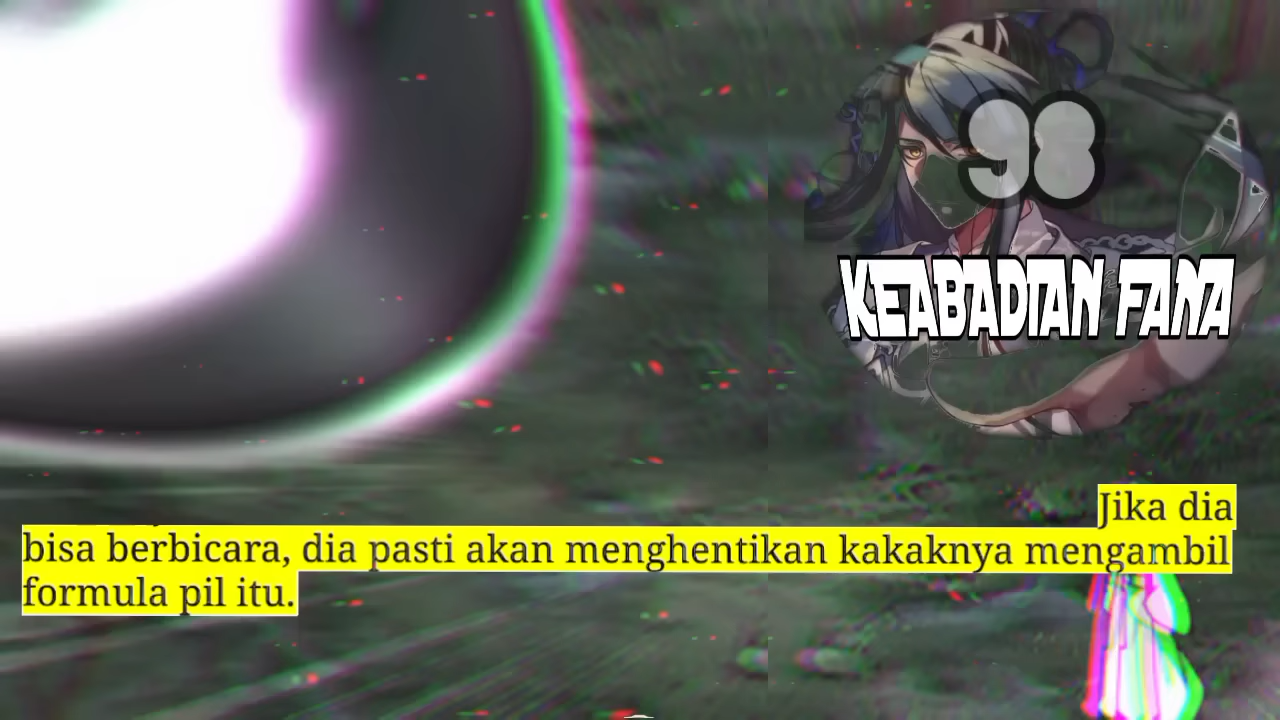 98
KEABADIAN FANA
Jika dia
bisa berbicara, dia pasti akan menghentikan kakaknya mengambil
formula pil itu.